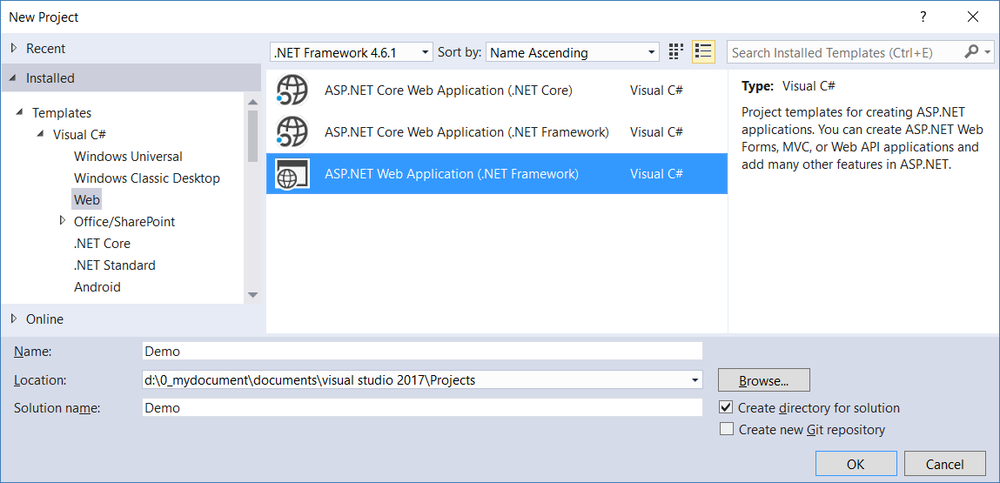 New Project
?
Recent
Installed
Templates
Visual C#
Windows Universal
Windows Classic Desktop
Web
Office/SharePoint
.NET Core
.NET Standard
Android
Online
.NET Framework 4.6.1
Sort by:
Name Ascending
Search Installed Templates (Ctrl+E)
ASP.NET Core Web Application (.NET Core) Visual C#
ASP.NET Core Web Application (.NET Framework) Visual C#
ASP.NET Web Application (.NET Framework) Visual C#
Type: Visual C#
Project templates for creating ASP.NET
applications. You can create ASP.NET Web
Forms, MVC, or Web API applications and
add many other features in ASP.NET.
Name: Demo
Location: d:\0_mydocument\documents\visual studio 2017\Projects
Browse...
Solution name: Demo
Create directory for solution
Create new Git repository
OK
Cancel